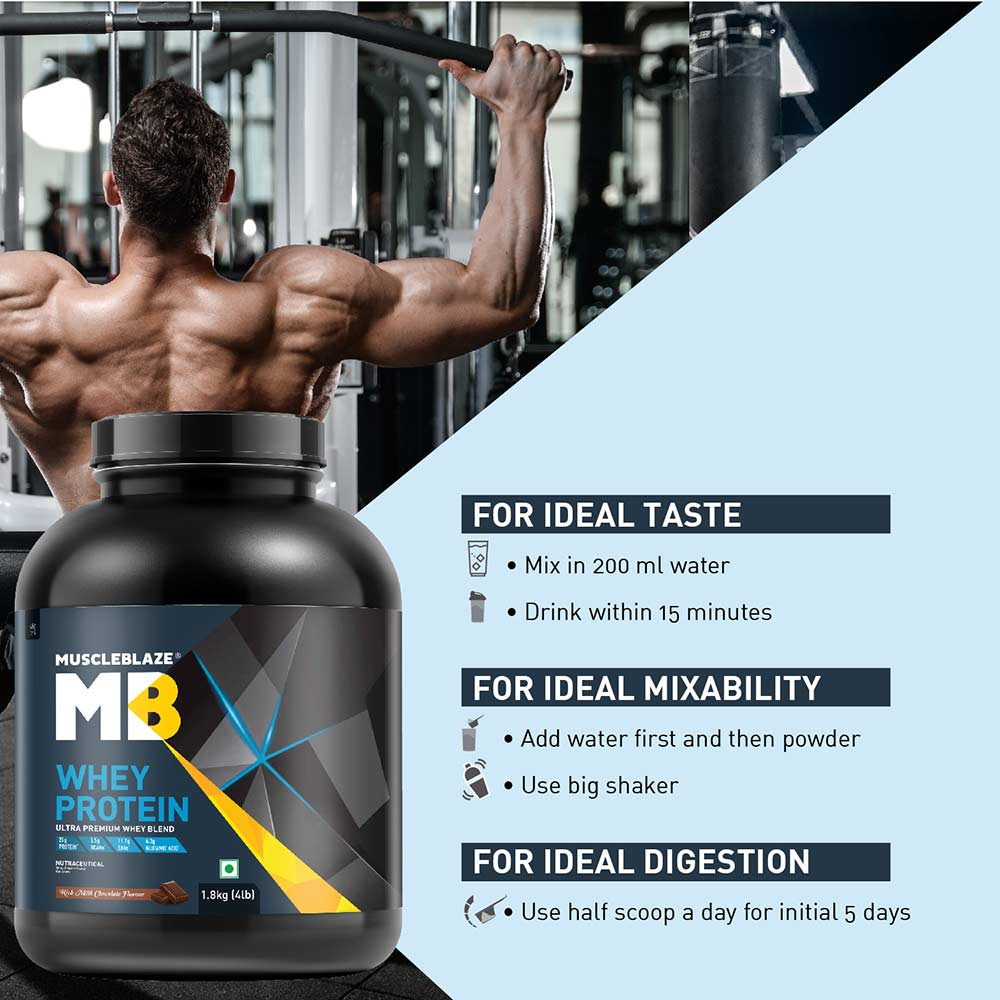 FOR IDEAL TASTE
• Mix in 200 ml water
• Drink within 15 minutes
FOR IDEAL MIXABILITY
• Add water first and then powder
• Use big shaker
FOR IDEAL DIGESTION
• Use half scoop a day for initial 5 days
MUSCLEBLAZE®
MB
WHEY
PROTEIN
ULTRA PREMIUM WHEY BLEND
25g 5.5g 11.7g 4.3g
PROTEIN BCAA EAAs GLUTAMIC ACID
NUTRACEUTICAL
Rich Milk Chocolate Flavour
1.8kg (4lb)